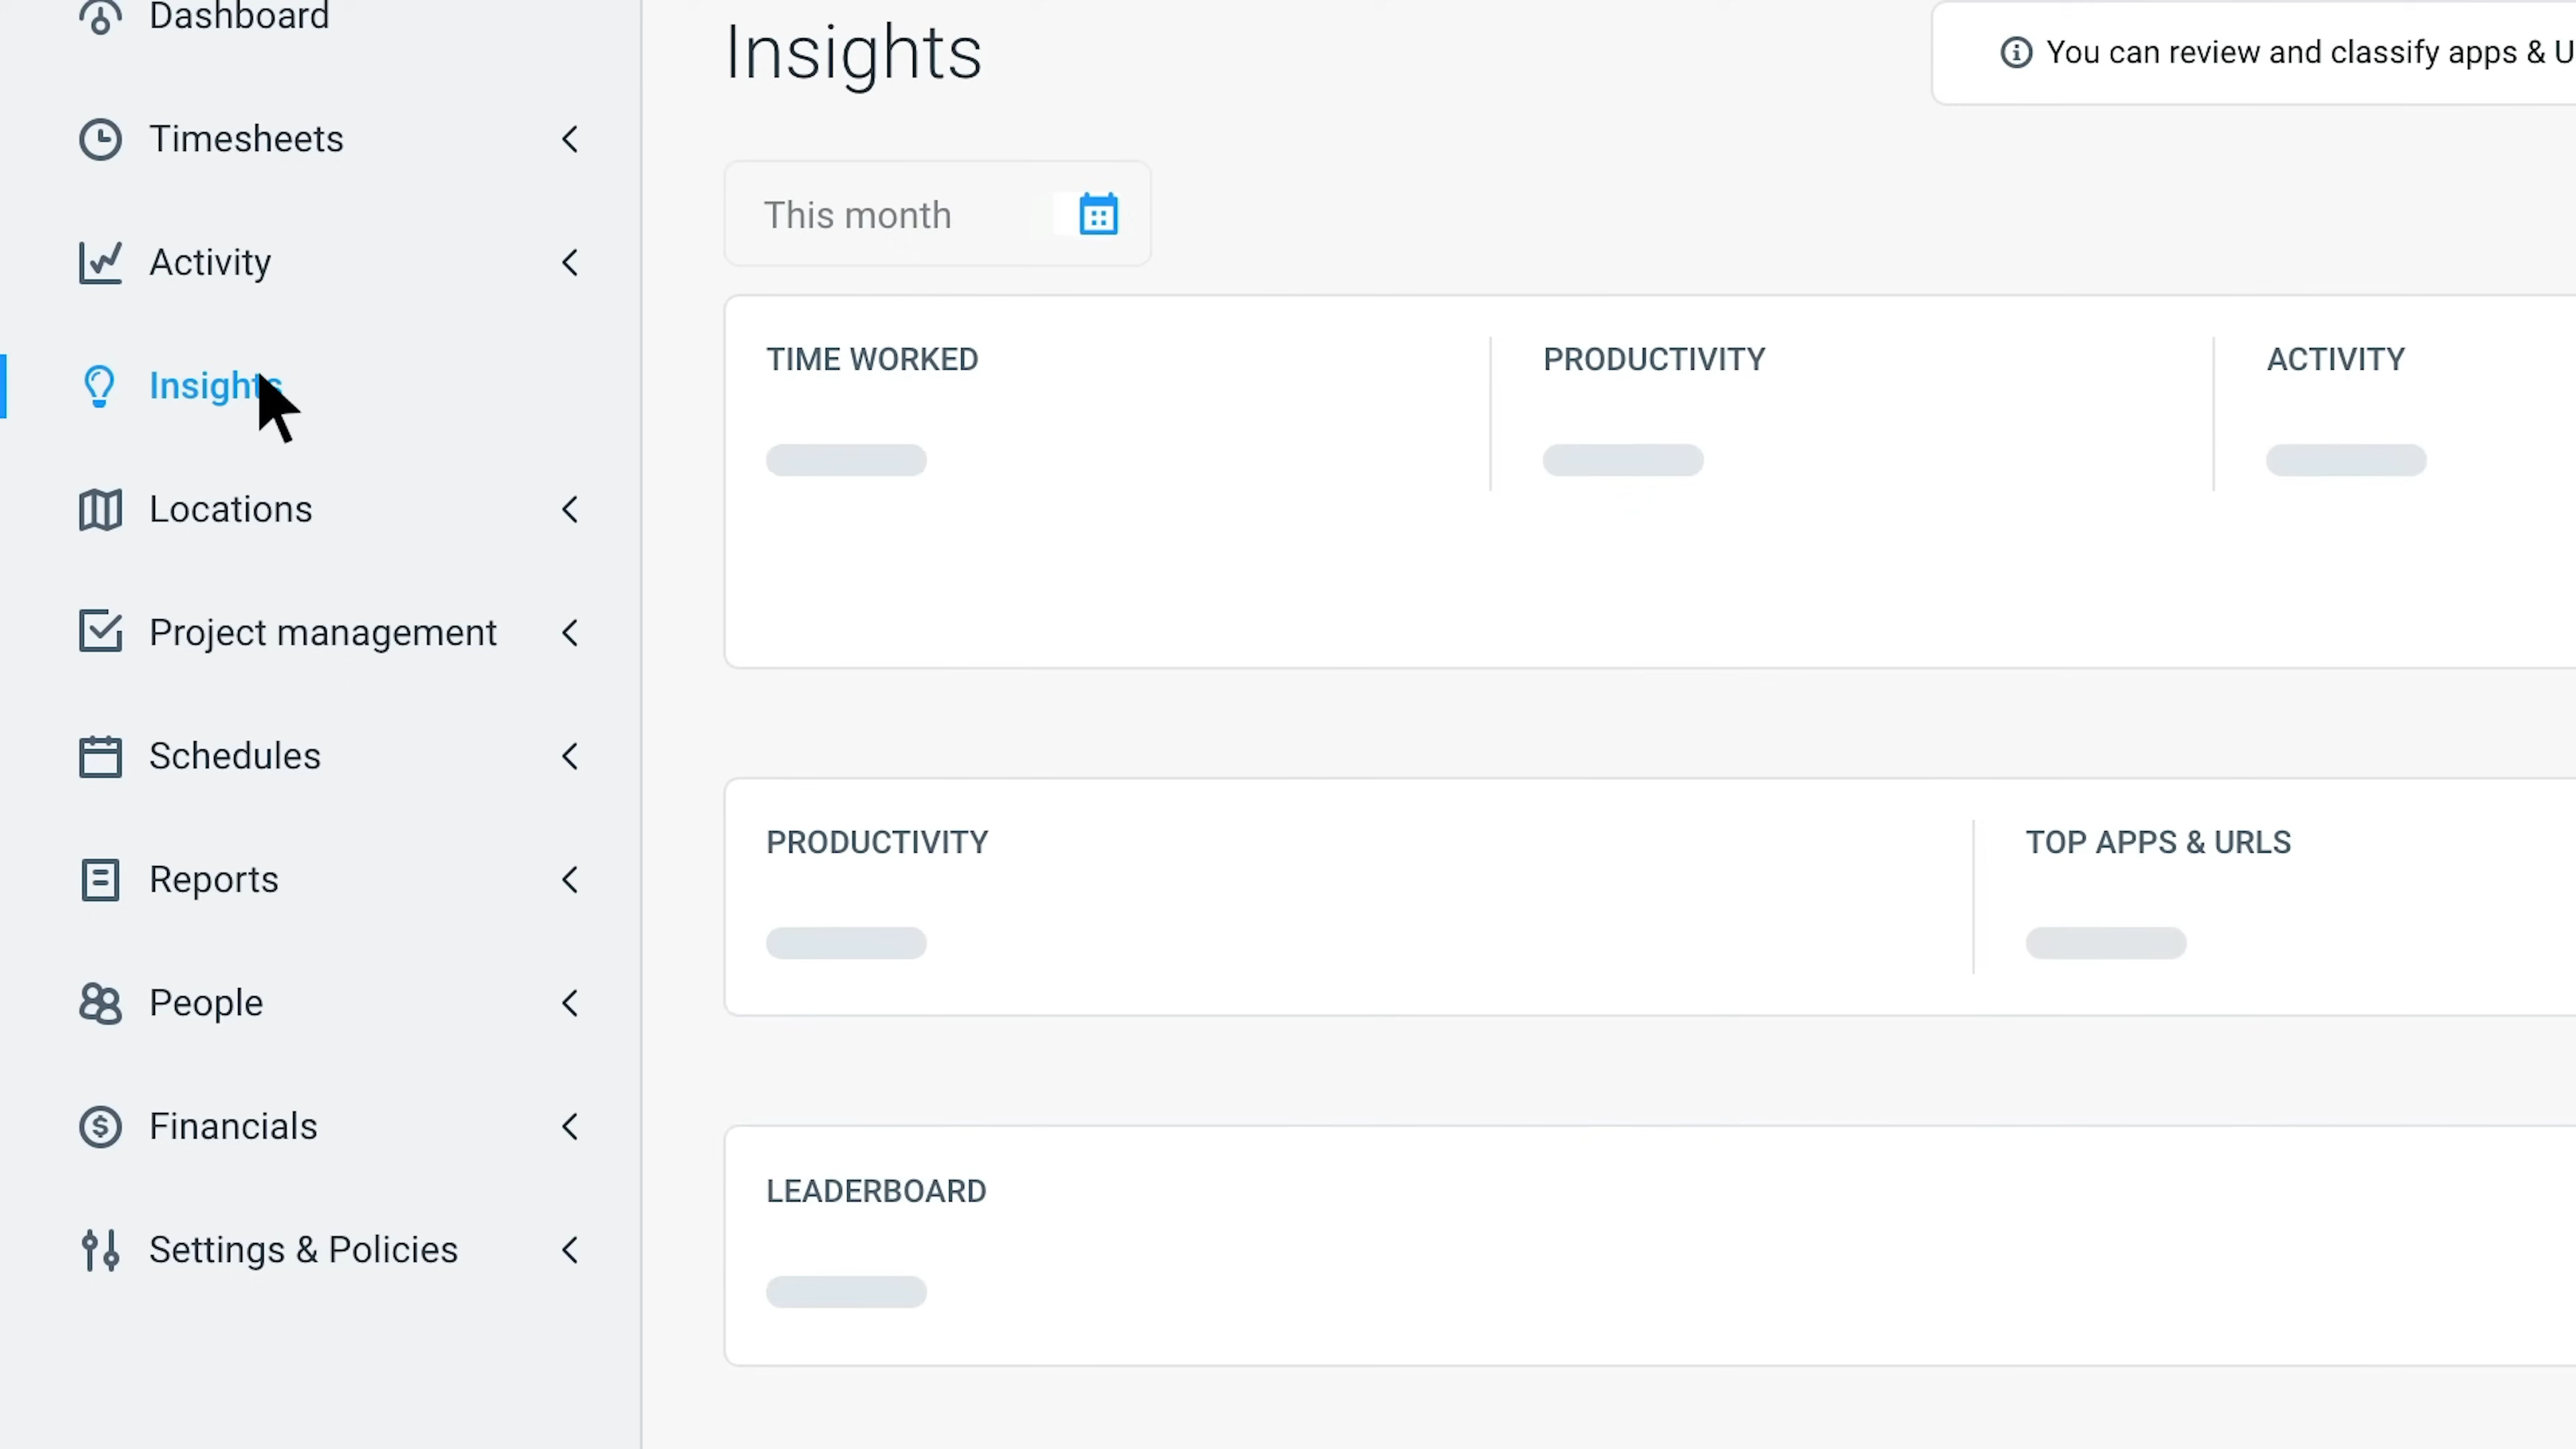 Dashboard
Timesheets
Activity
Insights
Locations
Project management
Schedules
Reports
People
Financials
Settings & Policies
Insights
You can review and classify apps & U
This month
TIME WORKED
PRODUCTIVITY
ACTIVITY
PRODUCTIVITY
TOP APPS & URLS
LEADERBOARD